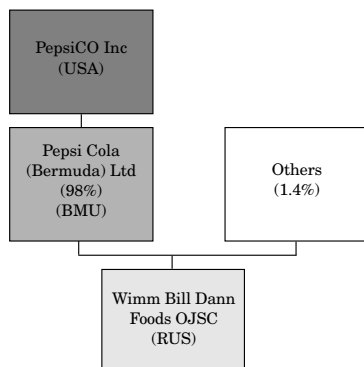 PepsiCO Inc
(USA)
Pepsi Cola
(Bermuda) Ltd
(98%)
(BMU)
Others
(1.4%)
Wimm Bill Dann
Foods OJSC
(RUS)